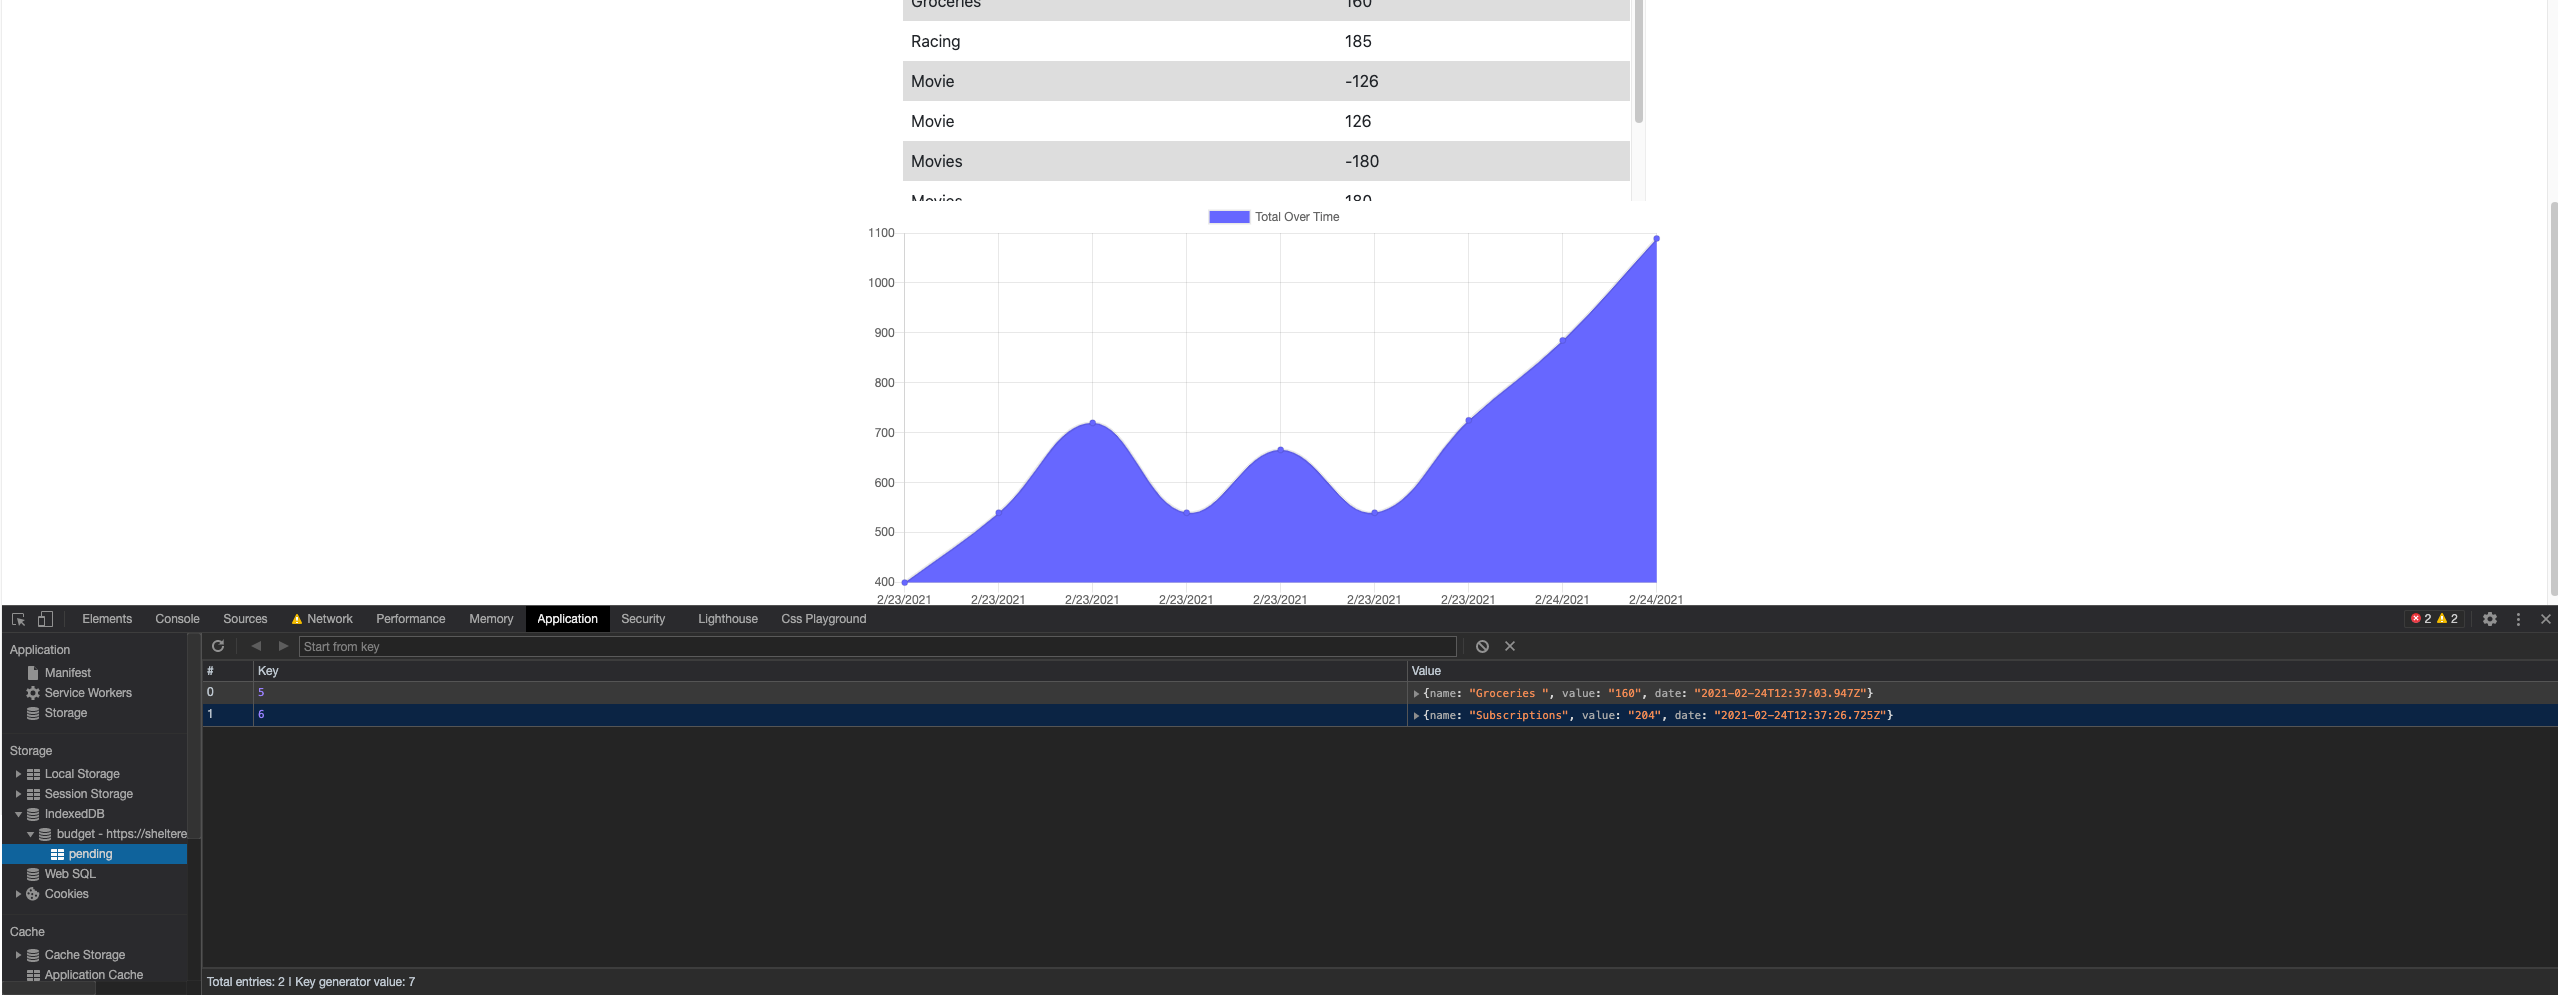 Groceries 160
Racing 185
Movie -126
Movie 126
Movies -180
Movies 180
Total Over Time
1100
1000
900
800
700
600
500
400
2/23/2021 2/23/2021 2/23/2021 2/23/2021 2/23/2021 2/23/2021 2/23/2021 2/24/2021 2/24/2021
Elements Console Sources Network Performance Memory Application Security Lighthouse Css Playground 2 2
Application
Manifest
Service Workers
Storage
Storage
Local Storage
Session Storage
IndexedDB
budget - https://sheltere
pending
Web SQL
Cookies
Cache
Cache Storage
Application Cache
Start from key
# Key Value
0 5 {name: "Groceries ", value: "160", date: "2021-02-24T12:37:03.947Z"}
1 6 {name: "Subscriptions", value: "204", date: "2021-02-24T12:37:26.725Z"}
Total entries: 2 | Key generator value: 7